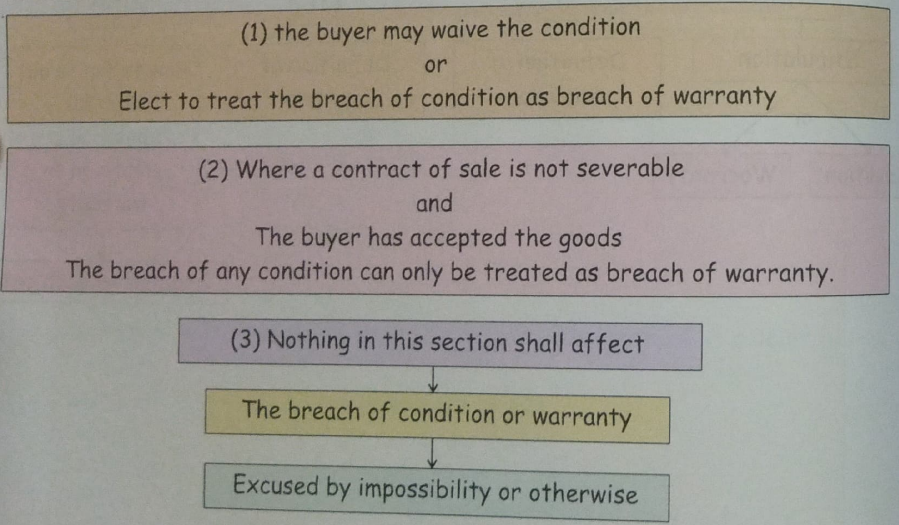 (1) the buyer may waive the condition
or
Elect to treat the breach of condition as breach of warranty
(2) Where a contract of sale is not severable
and
The buyer has accepted the goods
The breach of any condition can only be treated as breach of warranty.
(3) Nothing in this section shall affect
The breach of condition or warranty
Excused by impossibility or otherwise